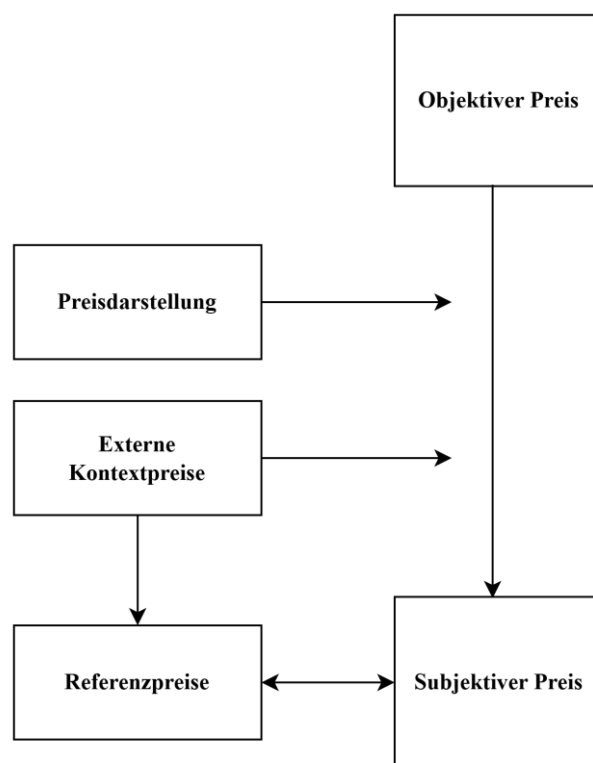 Objektiver Preis
Preisdarstellung
Externe
Kontextpreise
Referenzpreise
Subjektiver Preis